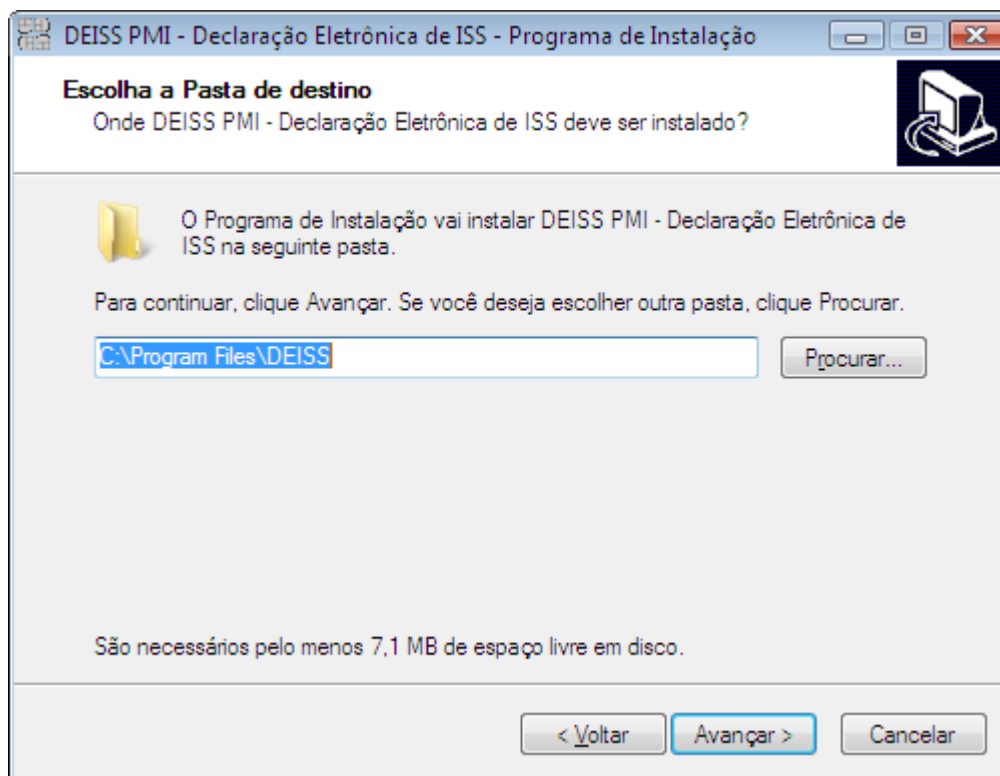 DEISS PMI - Declaração Eletrônica de ISS - Programa de Instalação
Escolha a Pasta de destino
Onde DEISS PMI - Declaração Eletrônica de ISS deve ser instalado?
O Programa de Instalação vai instalar DEISS PMI - Declaração Eletrônica de
ISS na seguinte pasta.
Para continuar, clique Avançar. Se você deseja escolher outra pasta, clique Procurar.
C:\Program Files\DEISS
Procurar...
São necessários pelo menos 7,1 MB de espaço livre em disco.
< Voltar
Avançar >
Cancelar